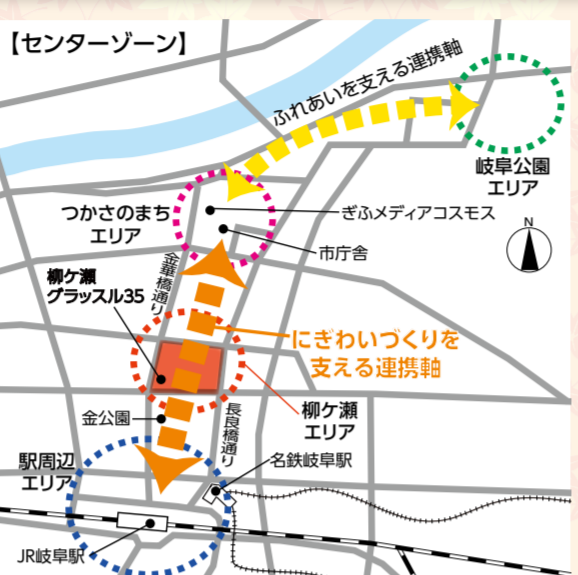 【センターゾーン】
ふれあいを支える連携軸
岐阜公園
エリア
N
つかさのまち
エリア
ぎふメディアコスモス
市庁舎
金華橋通り
柳ケ瀬
グラッスル35
にぎわいづくりを
支える連携軸
柳ケ瀬
エリア
金公園
長良橋通り
駅周辺
エリア
名鉄岐阜駅
JR岐阜駅